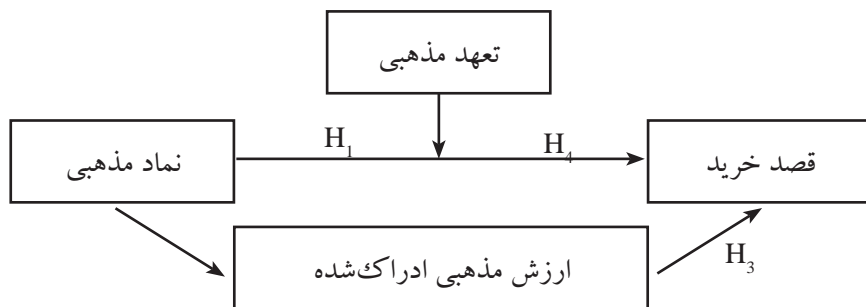 تعهد مذهبی
H₁
H₄
نماد مذهبی
قصد خرید
ارزش مذهبی ادراک‌شده
H₃